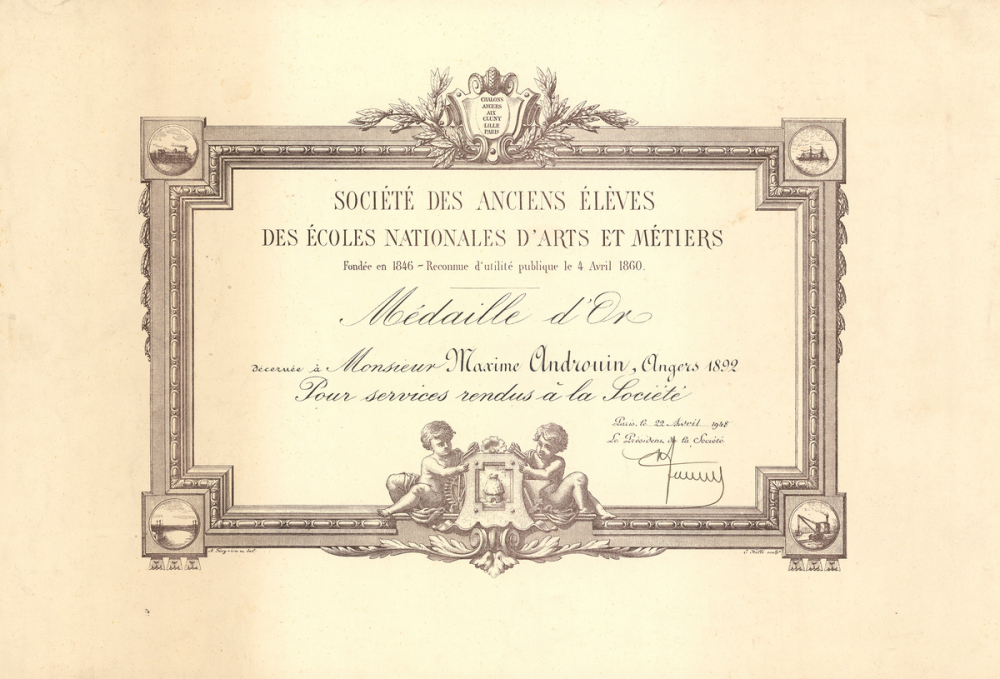 CHALONS
ANGERS
AIX
CLUNY
LILLE
PARIS
SOCIÉTÉ DES ANCIENS ÉLÈVES
DES ÉCOLES NATIONALES D'ARTS ET MÉTIERS
Fondée en 1846 – Reconnue d'utilité publique le 4 Avril 1860.
Médaille d'Or
décernée à Monsieur Maxime Androuin, Angers 1892
Pour services rendus à la Société
Paris, le 22 Avril
Le Président de la Société